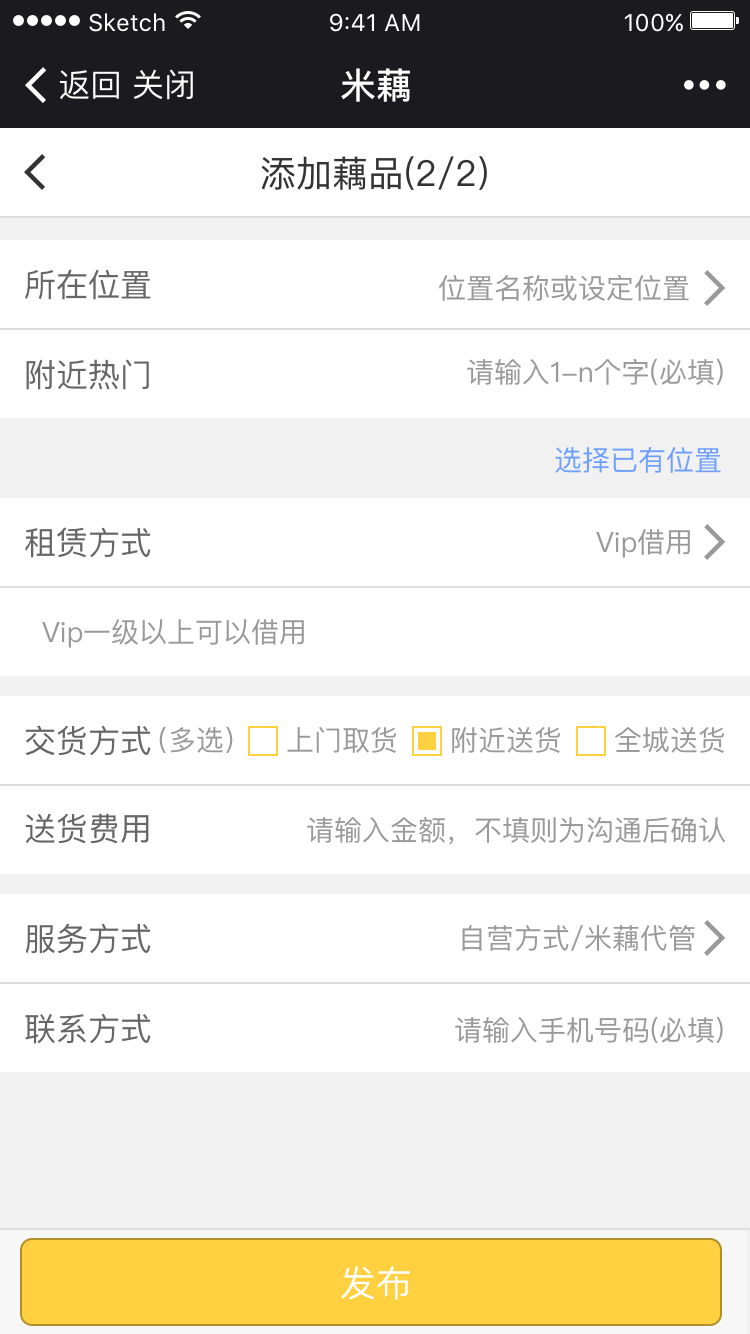 Sketch 9:41 AM 100%
返回 关闭 米藕
添加藕品(2/2)
所在位置 位置名称或设定位置
附近热门 请输入1-n个字(必填)
选择已有位置
租赁方式 Vip借用
Vip一级以上可以借用
交货方式(多选) 上门取货 附近送货 全城送货
送货费用 请输入金额，不填则为沟通后确认
服务方式 自营方式/米藕代管
联系方式 请输入手机号码(必填)
发布